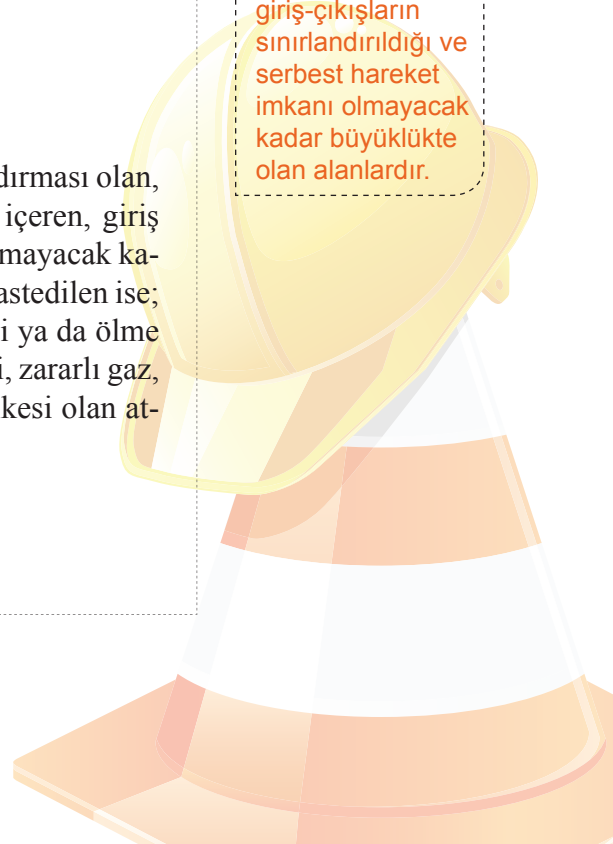 giriş-çıkışların
sınırlandırıldığı ve
serbest hareket
imkanı olmayacak
kadar büyüklükte
olan alanlardır.
dırması olan,
içeren, giriş
mayacak ka-
astedilen ise;
i ya da ölme
i, zararlı gaz,
kesi olan at-